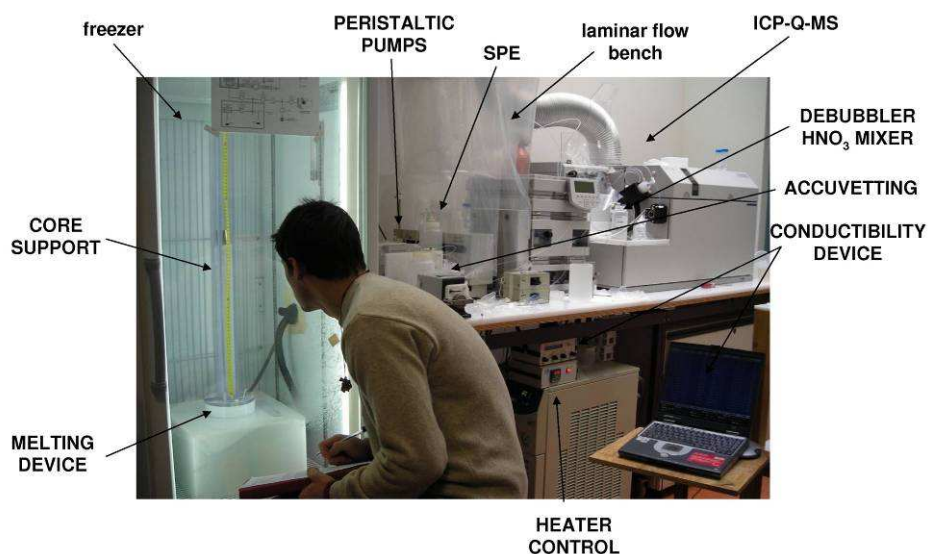 freezer
PERISTALTIC
PUMPS
SPE
laminar flow
bench
ICP-Q-MS
DEBUBBLER
HNO₃ MIXER
ACCUVETTING
CONDUCTIBILITY
DEVICE
CORE
SUPPORT
MELTING
DEVICE
HEATER
CONTROL